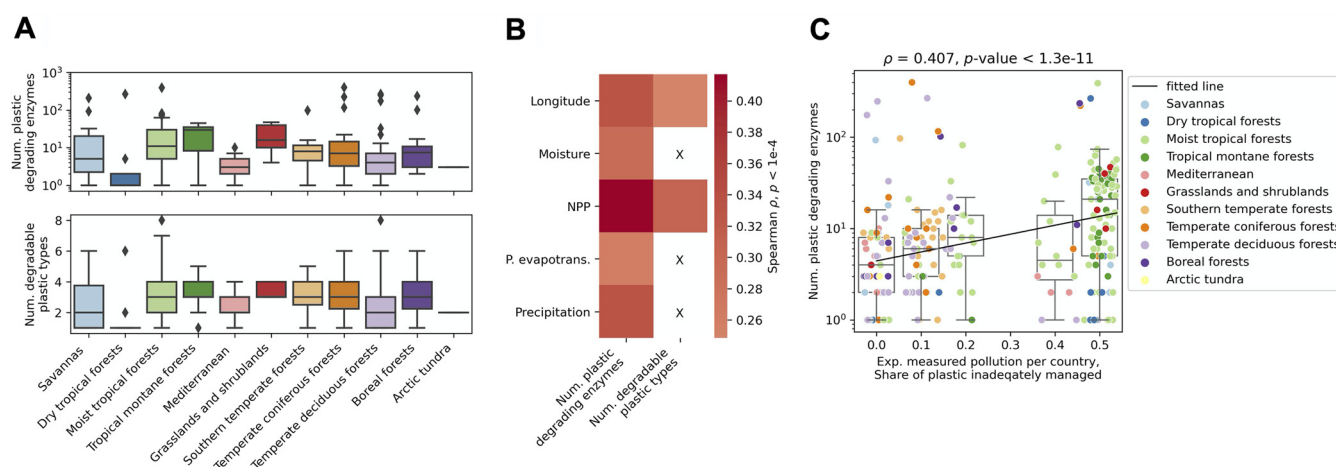 A
10³
10²
10¹
10⁰
Num. plastic
degrading enzymes
8
6
4
2
Num. degradable
plastic types
Savannas
Dry tropical forests
Moist tropical forests
Tropical montane forests
Mediterranean
Grasslands and shrublands
Southern temperate forests
Temperate coniferous forests
Temperate deciduous forests
Boreal forests
Arctic tundra
B
Longitude
Moisture
NPP
P. evapotrans.
Precipitation
X
X
X
Num. plastic
degrading enzymes
Num. degradable
plastic types
0.40
0.38
0.36
0.34
0.32
0.30
0.28
0.26
Spearman ρ, p < 1e-4
C
ρ = 0.407, p-value < 1.3e-11
Num. plastic degrading enzymes
10²
10¹
10⁰
0.0
0.1
0.2
0.3
0.4
0.5
Exp. measured pollution per country,
Share of plastic inadeqately managed
fitted line
Savannas
Dry tropical forests
Moist tropical forests
Tropical montane forests
Mediterranean
Grasslands and shrublands
Southern temperate forests
Temperate coniferous forests
Temperate deciduous forests
Boreal forests
Arctic tundra